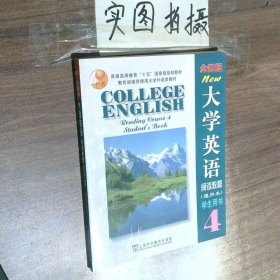 实图拍摄
普通高等教育“十五”国家级规划教材
教育部推荐使用大学外语类教材
COLLEGE
ENGLISH
Reading Course 4
Student's Book
全新版
New
大学英语
阅读教程
(通用本)
学生用书
4
上海外语教育出版社